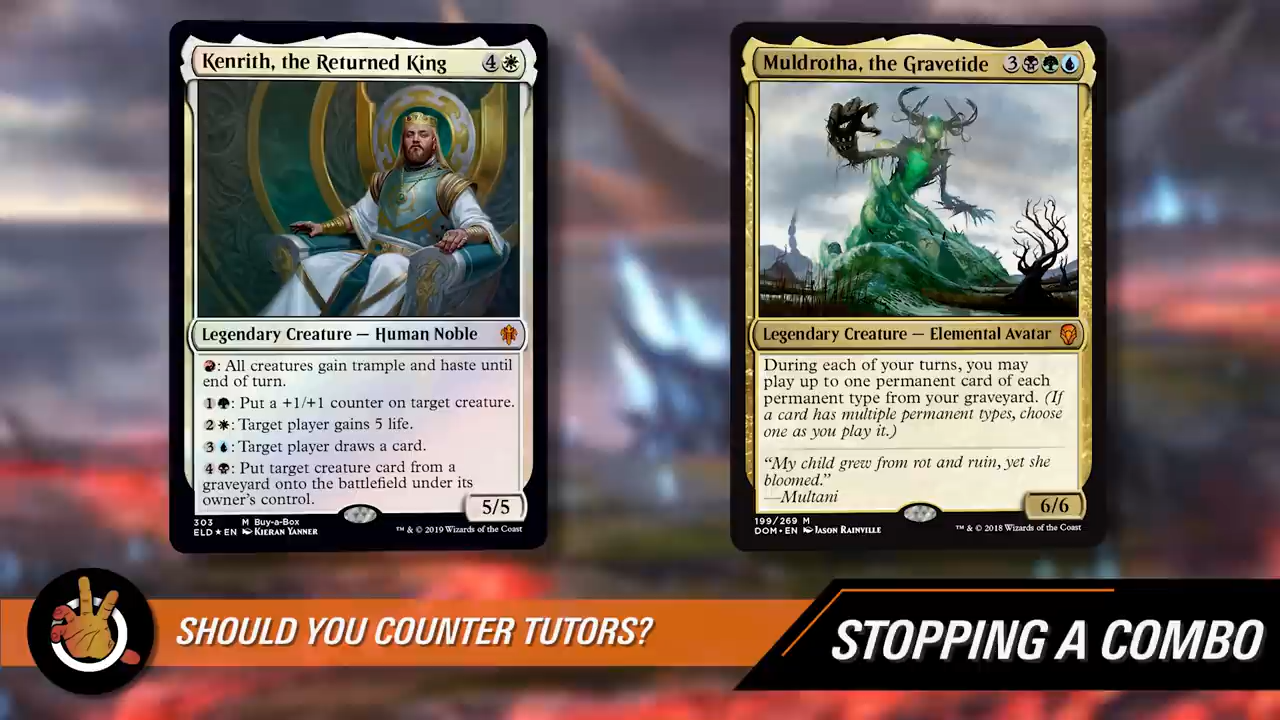 Kenrith, the Returned King 4
Legendary Creature — Human Noble
: All creatures gain trample and haste until
end of turn.
1 : Put a +1/+1 counter on target creature.
2 : Target player gains 5 life.
3 : Target player draws a card.
4 : Put target creature card from a
graveyard onto the battlefield under its
owner's control.
5/5
303 M Buy-a-Box
ELD ★ EN KIERAN YANNER
™ & © 2019 Wizards of the Coast
Muldrotha, the Gravetide 3
Legendary Creature — Elemental Avatar
During each of your turns, you may
play up to one permanent card of each
permanent type from your graveyard. (If
a card has multiple permanent types, choose
one as you play it.)
“My child grew from rot and ruin, yet she
bloomed.”
—Multani
6/6
199/269 M
DOM • EN JASON RAINVILLE
™ & © 2018 Wizards of the Coast
SHOULD YOU COUNTER TUTORS?
STOPPING A COMBO